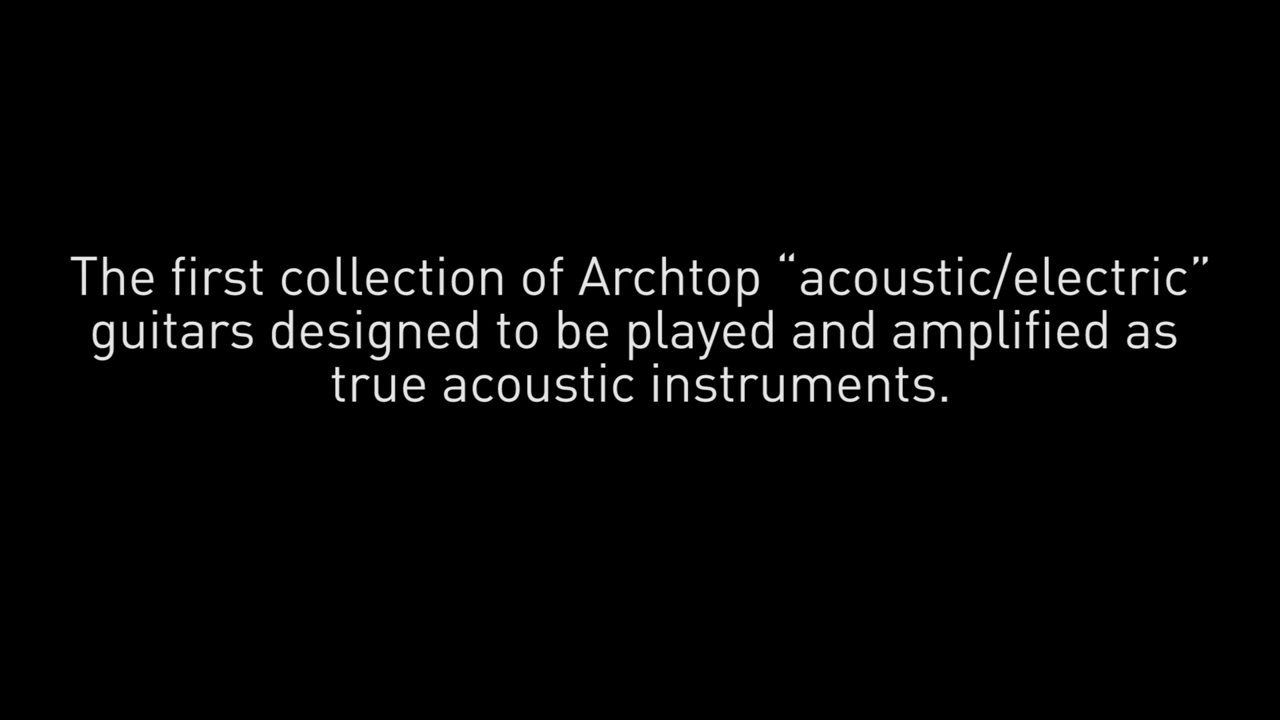 The first collection of Archtop “acoustic/electric”
guitars designed to be played and amplified as
true acoustic instruments.